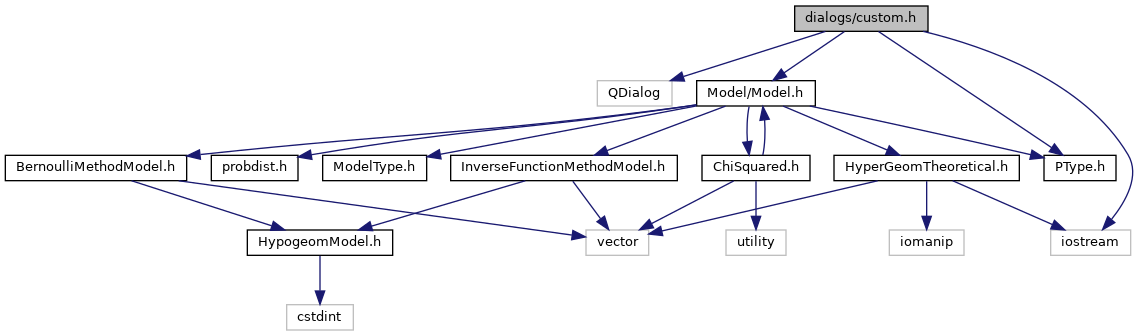 dialogs/custom.h
QDialog
Model/Model.h
BernoulliMethodModel.h
probdist.h
ModelType.h
InverseFunctionMethodModel.h
ChiSquared.h
HyperGeomTheoretical.h
PType.h
HypogeomModel.h
vector
utility
iomanip
iostream
cstdint